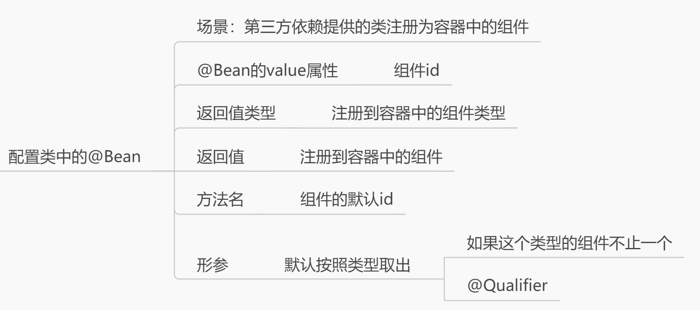 场景：第三方依赖提供的类注册为容器中的组件
@Bean的value属性 组件id
返回值类型 注册到容器中的组件类型
配置类中的@Bean
返回值 注册到容器中的组件
方法名 组件的默认id
形参 默认按照类型取出
如果这个类型的组件不止一个
@Qualifier